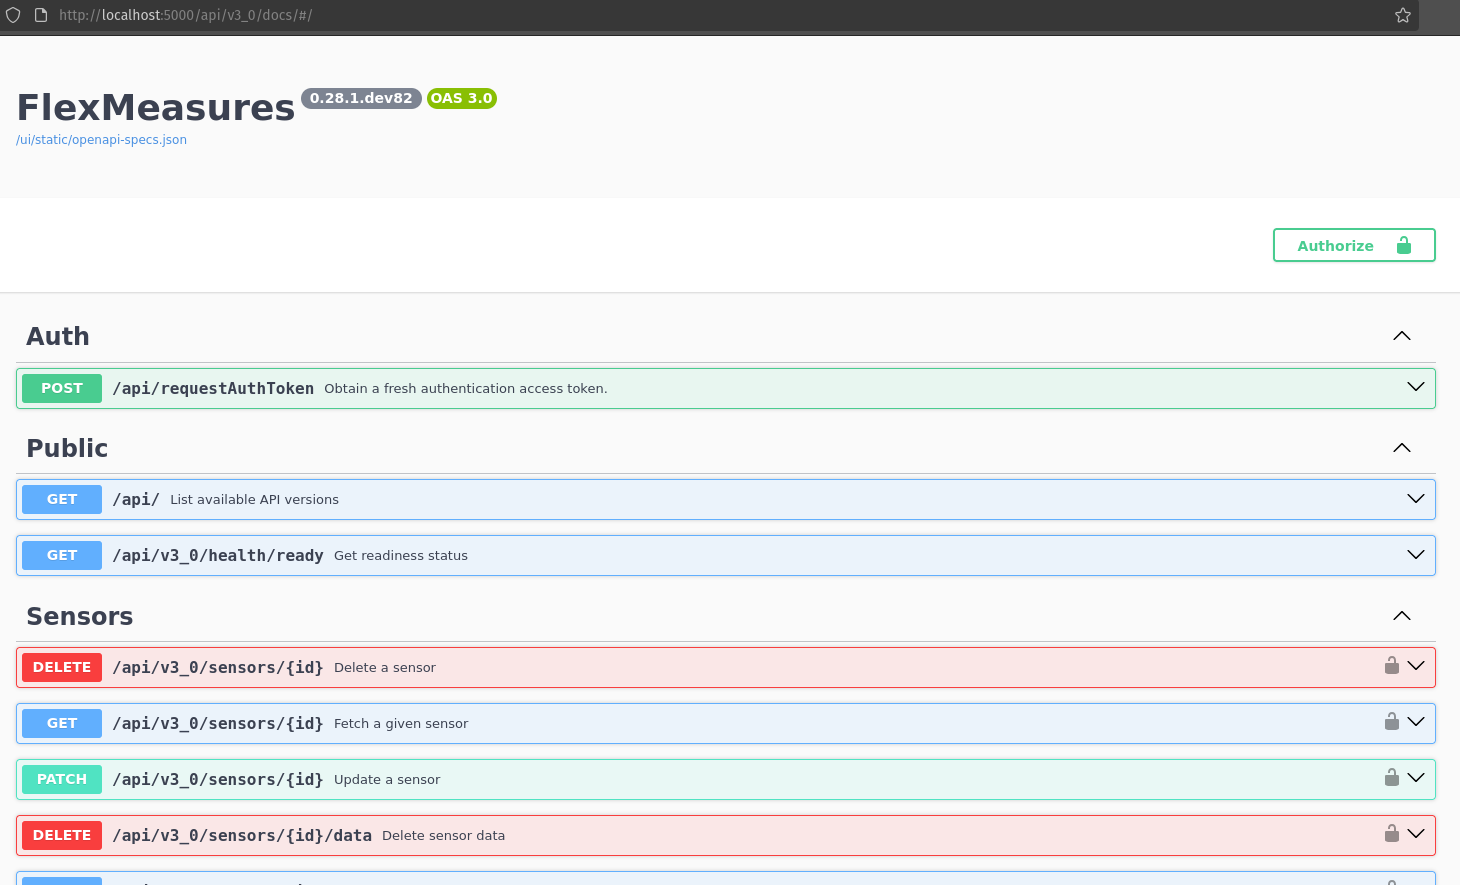 http://localhost:5000/api/v3_0/docs/#/
FlexMeasures 0.28.1.dev82 OAS 3.0
/ui/static/openapi-specs.json
Authorize
Auth
POST /api/requestAuthToken Obtain a fresh authentication access token.
Public
GET /api/ List available API versions
GET /api/v3_0/health/ready Get readiness status
Sensors
DELETE /api/v3_0/sensors/{id} Delete a sensor
GET /api/v3_0/sensors/{id} Fetch a given sensor
PATCH /api/v3_0/sensors/{id} Update a sensor
DELETE /api/v3_0/sensors/{id}/data Delete sensor data